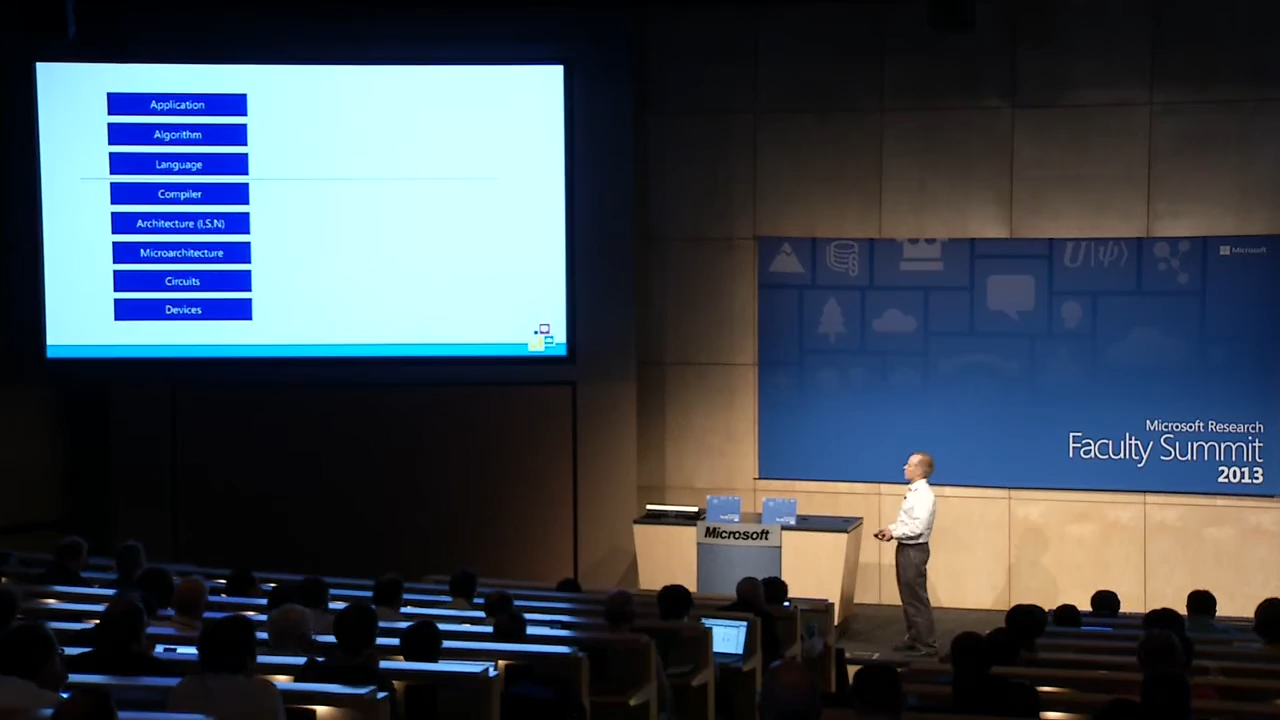 Application
Algorithm
Language
Compiler
Architecture (I,S,N)
Microarchitecture
Circuits
Devices
U|ψ⟩
Microsoft
Microsoft Research
Faculty Summit
2013
Microsoft